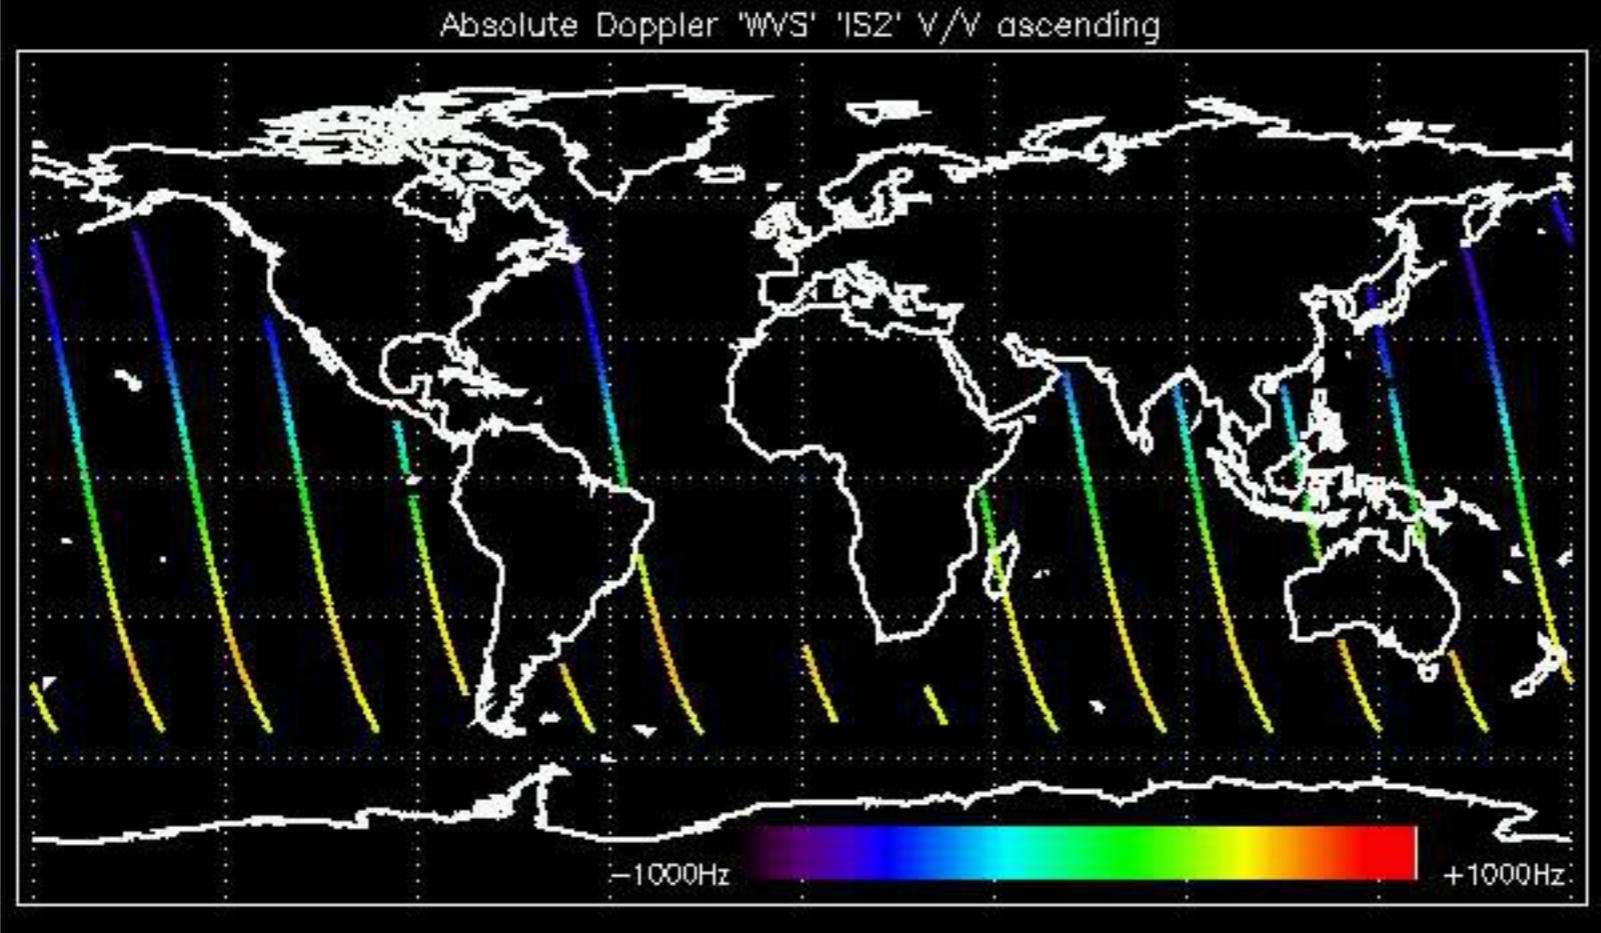 Absolute Doppler 'WVS' 'IS2' V/V ascending
−1000Hz +1000Hz